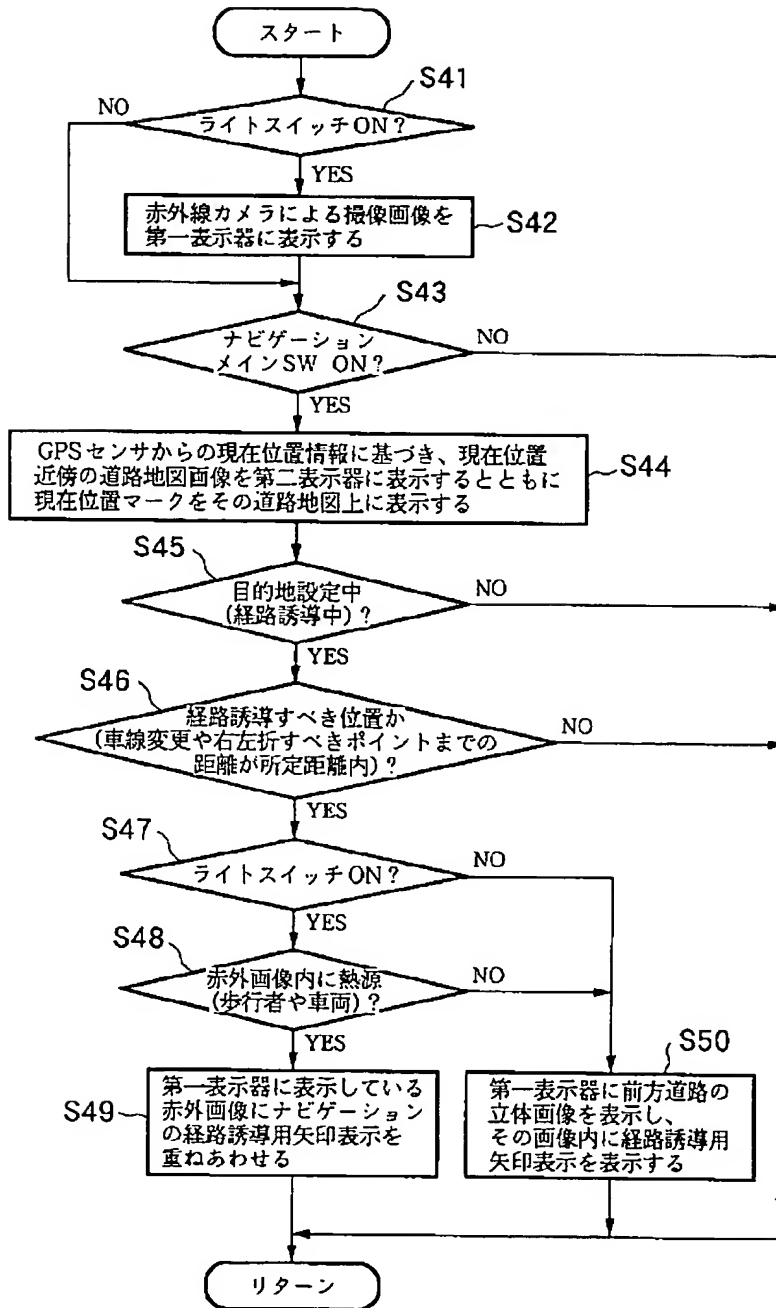 スタート
S41
NO
ライトスイッチON?
YES
赤外線カメラによる撮像画像を
第一表示器に表示する
S42
S43
ナビゲーション
メインSW ON?
NO
YES
GPSセンサからの現在位置情報に基づき、現在位置
近傍の道路地図画像を第二表示器に表示するとともに
現在位置マークをその道路地図上に表示する
S44
S45
目的地設定中
(経路誘導中)?
NO
YES
S46
経路誘導すべき位置か
(車線変更や右左折すべきポイントまでの
距離が所定距離内)?
NO
YES
S47
ライトスイッチON?
NO
YES
S48
赤外画像内に熱源
(歩行者や車両)?
NO
YES
S49
第一表示器に表示している
赤外画像にナビゲーション
の経路誘導用矢印表示を
重ねあわせる
S50
第一表示器に前方道路の
立体画像を表示し、
その画像内に経路誘導用
矢印表示を表示する
リターン